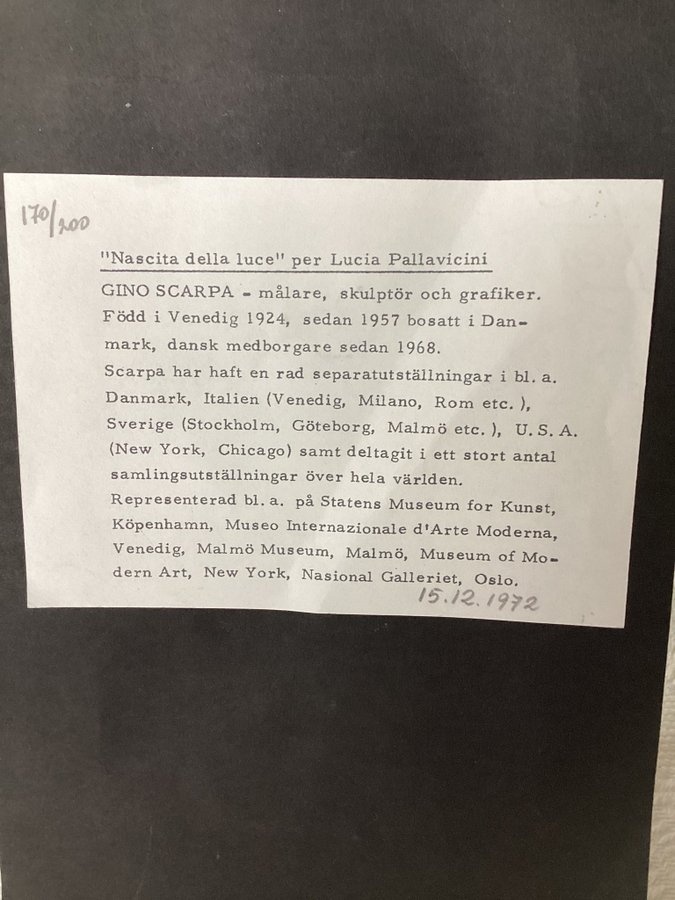 170/200
"Nascita della luce" per Lucia Pallavicini
GINO SCARPA - målare, skulptör och grafiker.
Född i Venedig 1924, sedan 1957 bosatt i Dan-
mark, dansk medborgare sedan 1968.
Scarpa har haft en rad separatutställningar i bl. a.
Danmark, Italien (Venedig, Milano, Rom etc. ),
Sverige (Stockholm, Göteborg, Malmö etc. ), U. S. A.
(New York, Chicago) samt deltagit i ett stort antal
samlingsutställningar över hela världen.
Representerad bl. a. på Statens Museum for Kunst,
Köpenhamn, Museo Internazionale d'Arte Moderna,
Venedig, Malmö Museum, Malmö, Museum of Mo-
dern Art, New York, Nasional Galleriet, Oslo.
15.12.1972